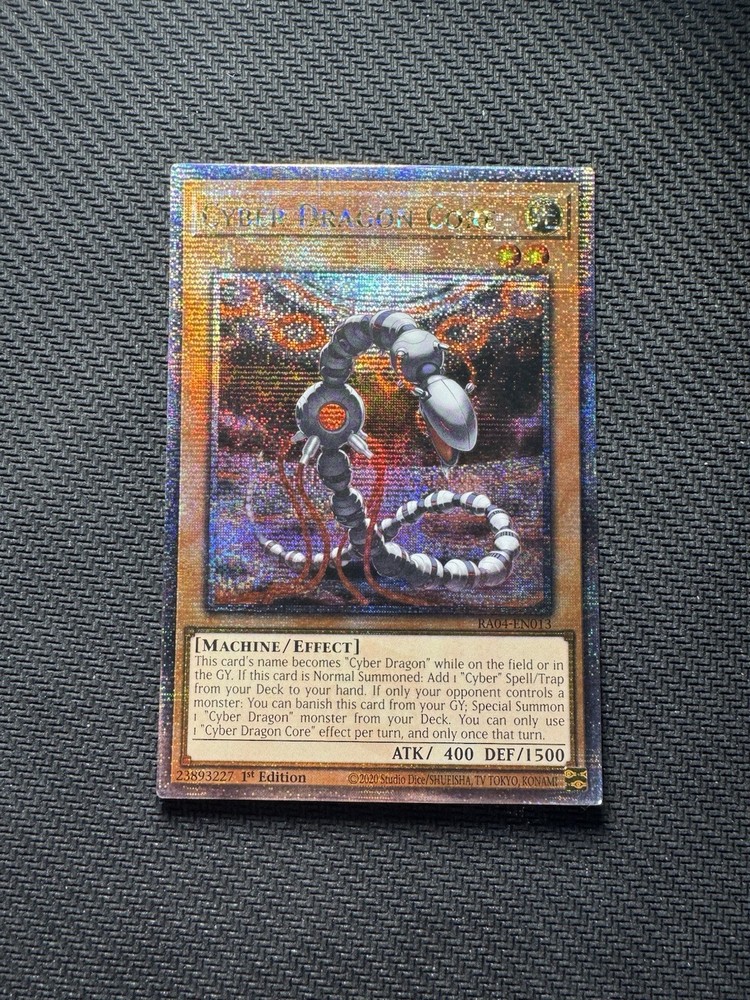 CYBER DRAGON CORE
RA04-EN013
[MACHINE/EFFECT]
This card's name becomes "Cyber Dragon" while on the field or in
the GY. If this card is Normal Summoned: Add 1 "Cyber" Spell/Trap
from your Deck to your hand. If only your opponent controls a
monster: You can banish this card from your GY; Special Summon
1 "Cyber Dragon" monster from your Deck. You can only use
1 "Cyber Dragon Core" effect per turn, and only once that turn.
ATK/ 400 DEF/1500
23893227 1st Edition ©2020 Studio Dice/SHUEISHA, TV TOKYO, KONAMI